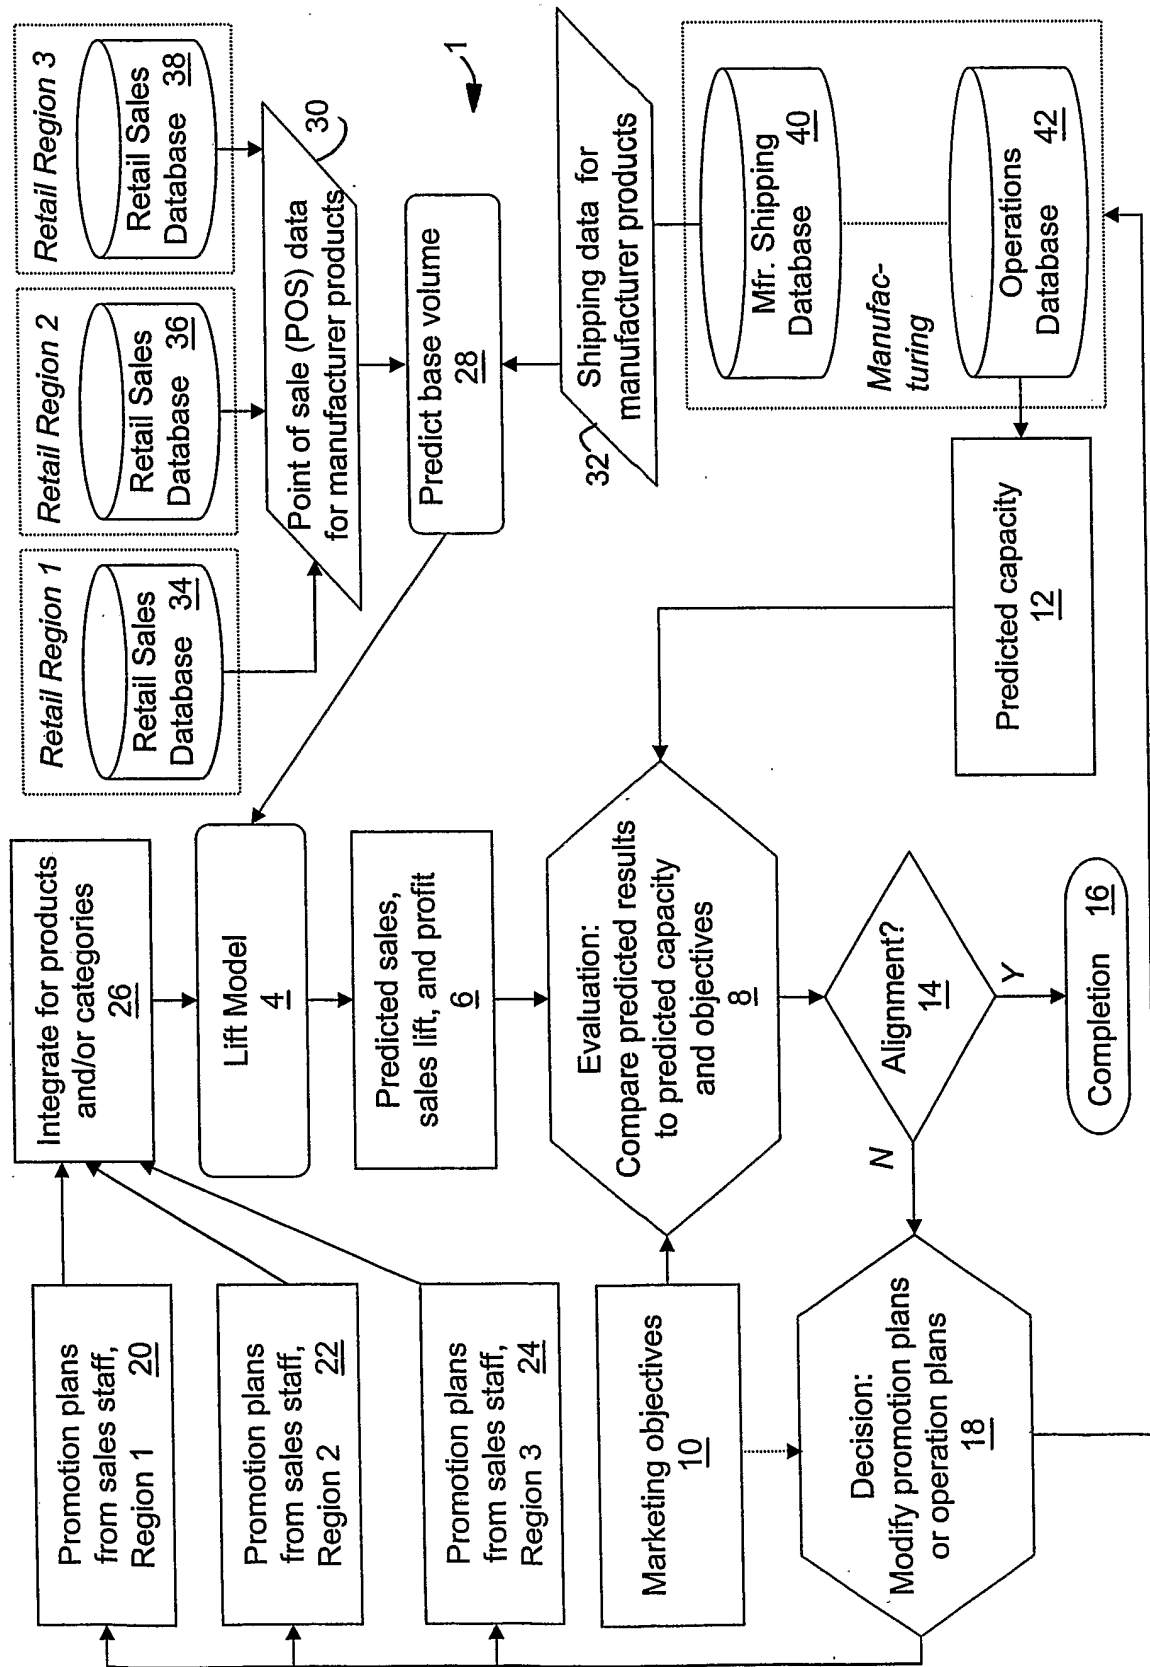 Promotion plans
from sales staff,
Region 1 20
Promotion plans
from sales staff,
Region 2 22
Promotion plans
from sales staff,
Region 3 24
Marketing objectives
10
Decision:
Modify promotion plans
or operation plans
18
Integrate for products
and/or categories
26
Lift Model
4
Predicted sales,
sales lift, and profit
6
Evaluation:
Compare predicted results
to predicted capacity
and objectives
8
Alignment?
14
N
Y
Completion 16
Retail Region 1
Retail Sales
Database 34
Retail Region 2
Retail Sales
Database 36
Retail Region 3
Retail Sales
Database 38
Point of sale (POS) data
for manufacturer products
30
Predict base volume
28
1
Shipping data for
manufacturer products
32
Mfr. Shipping
Database 40
Manufac-
turing
Operations
Database 42
Predicted capacity
12